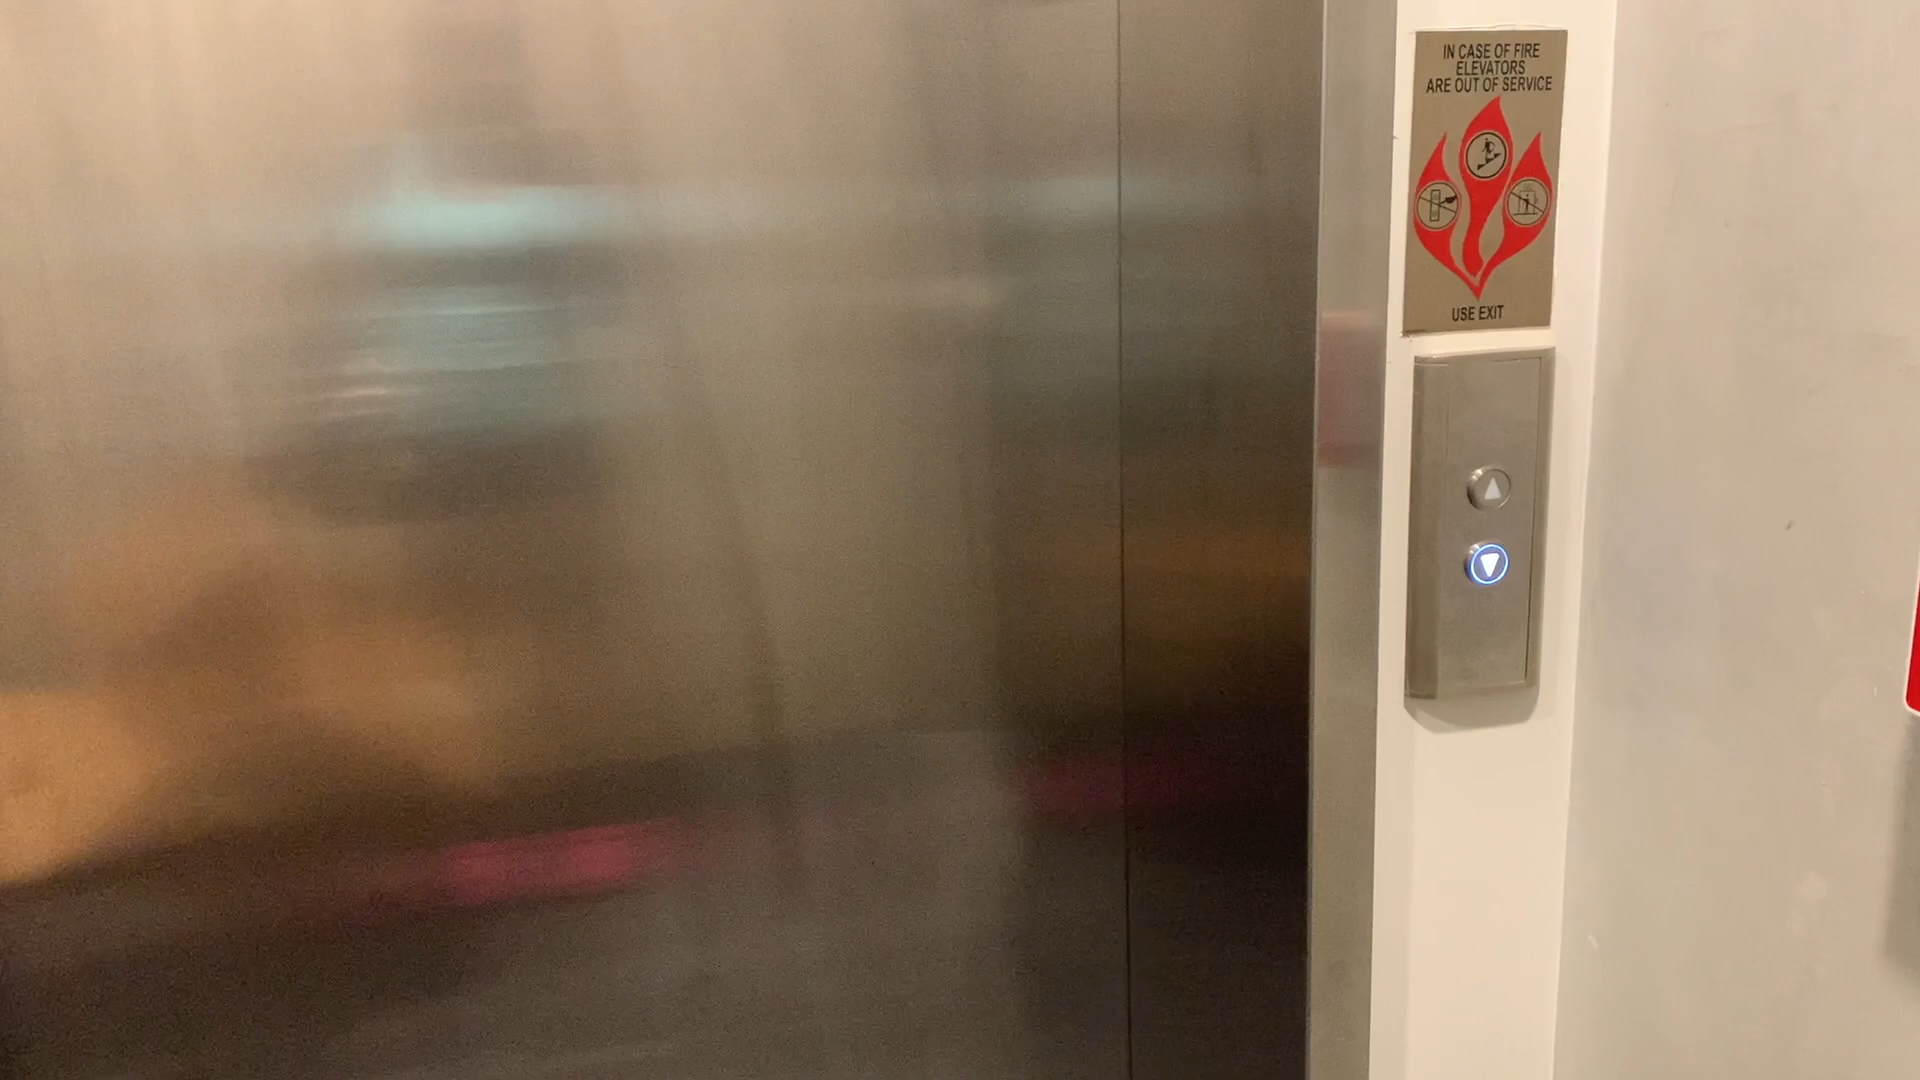 IN CASE OF FIRE
ELEVATORS
ARE OUT OF SERVICE
USE EXIT